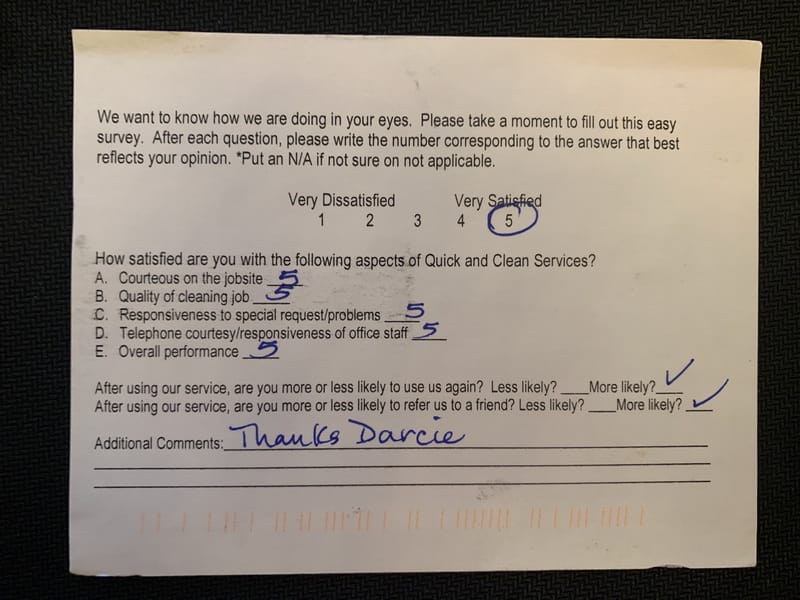 We want to know how we are doing in your eyes. Please take a moment to fill out this easy
survey. After each question, please write the number corresponding to the answer that best
reflects your opinion. *Put an N/A if not sure on not applicable.
Very Dissatisfied Very Satisfied
1 2 3 4 5
How satisfied are you with the following aspects of Quick and Clean Services?
A. Courteous on the jobsite 5
B. Quality of cleaning job 5
C. Responsiveness to special request/problems 5
D. Telephone courtesy/responsiveness of office staff 5
E. Overall performance 5
After using our service, are you more or less likely to use us again? Less likely? ____More likely? ✓
After using our service, are you more or less likely to refer us to a friend? Less likely? ____More likely? ✓
Additional Comments: Thanks Darcie